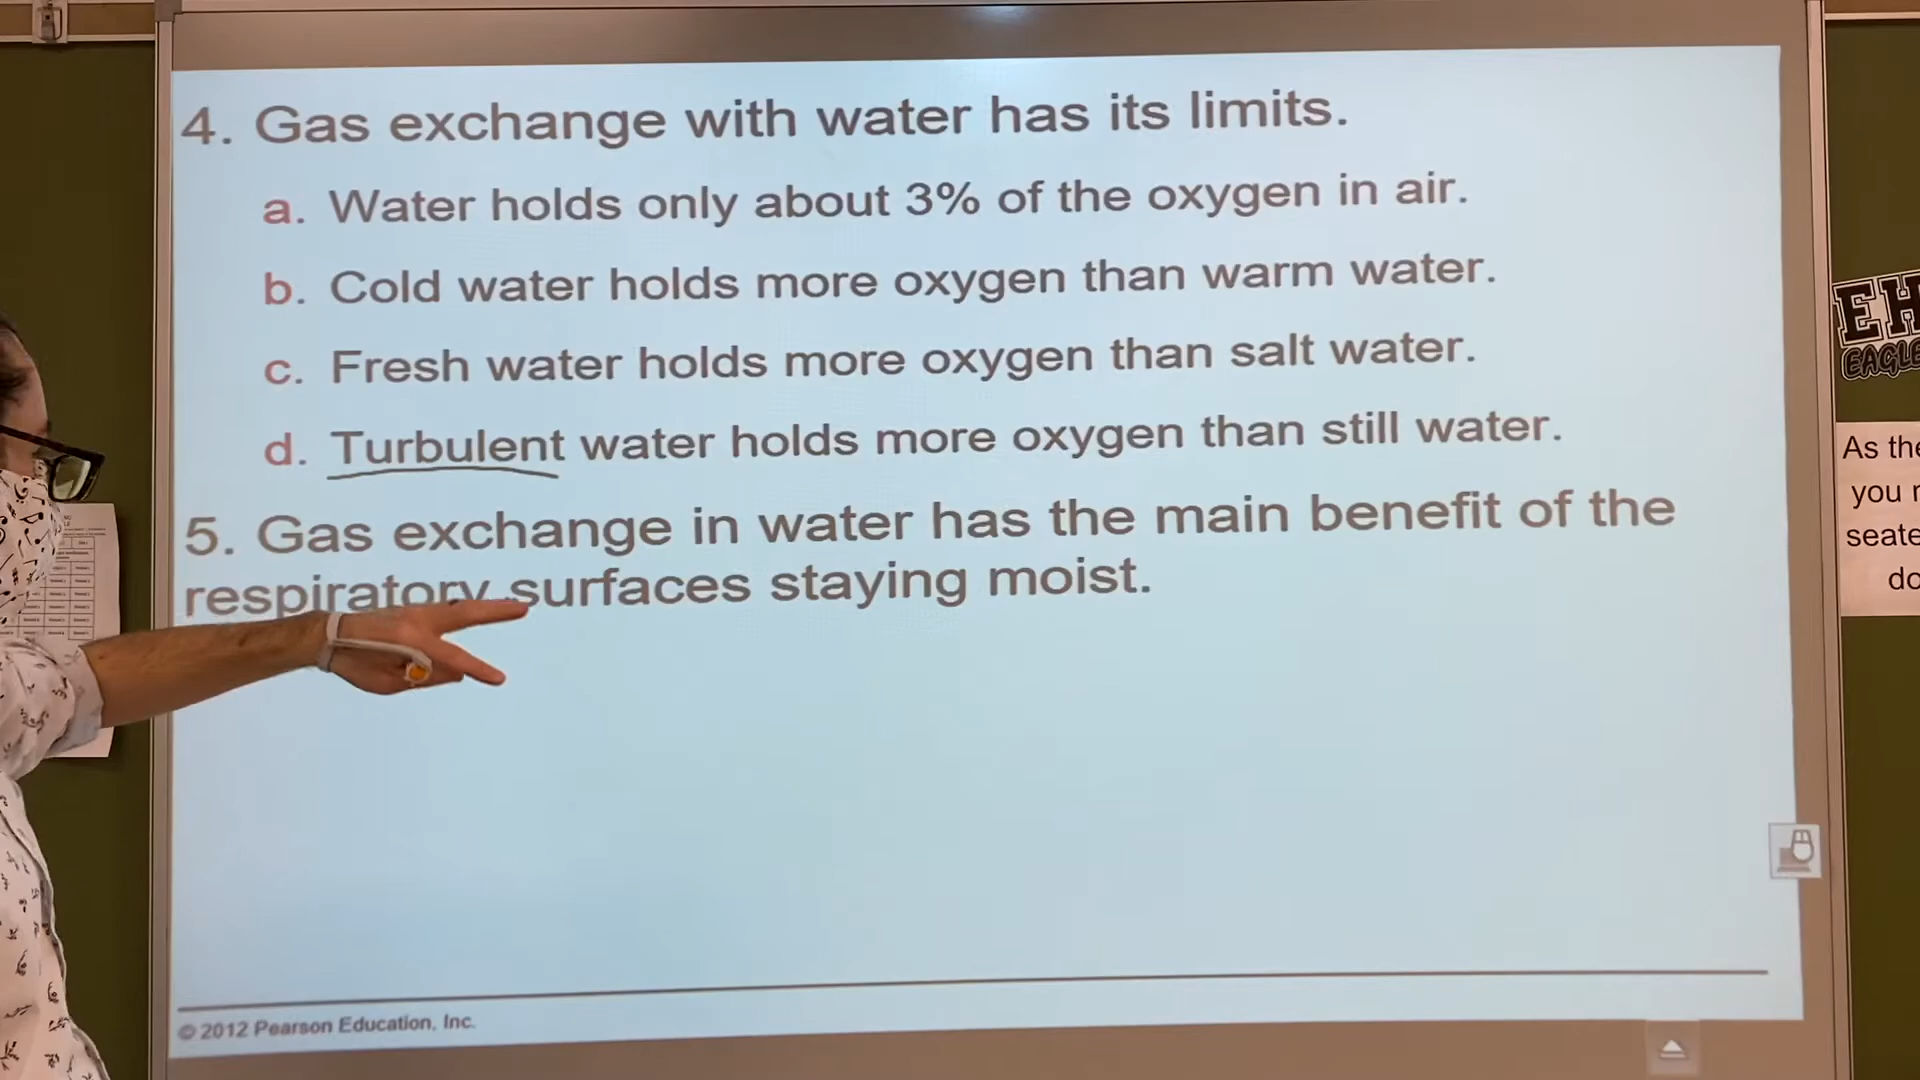 4. Gas exchange with water has its limits.
a. Water holds only about 3% of the oxygen in air.
b. Cold water holds more oxygen than warm water.
c. Fresh water holds more oxygen than salt water.
d. Turbulent water holds more oxygen than still water.
5. Gas exchange in water has the main benefit of the
respiratory surfaces staying moist.
© 2012 Pearson Education, Inc.
EH
EAGLE
As the
you
seate
do